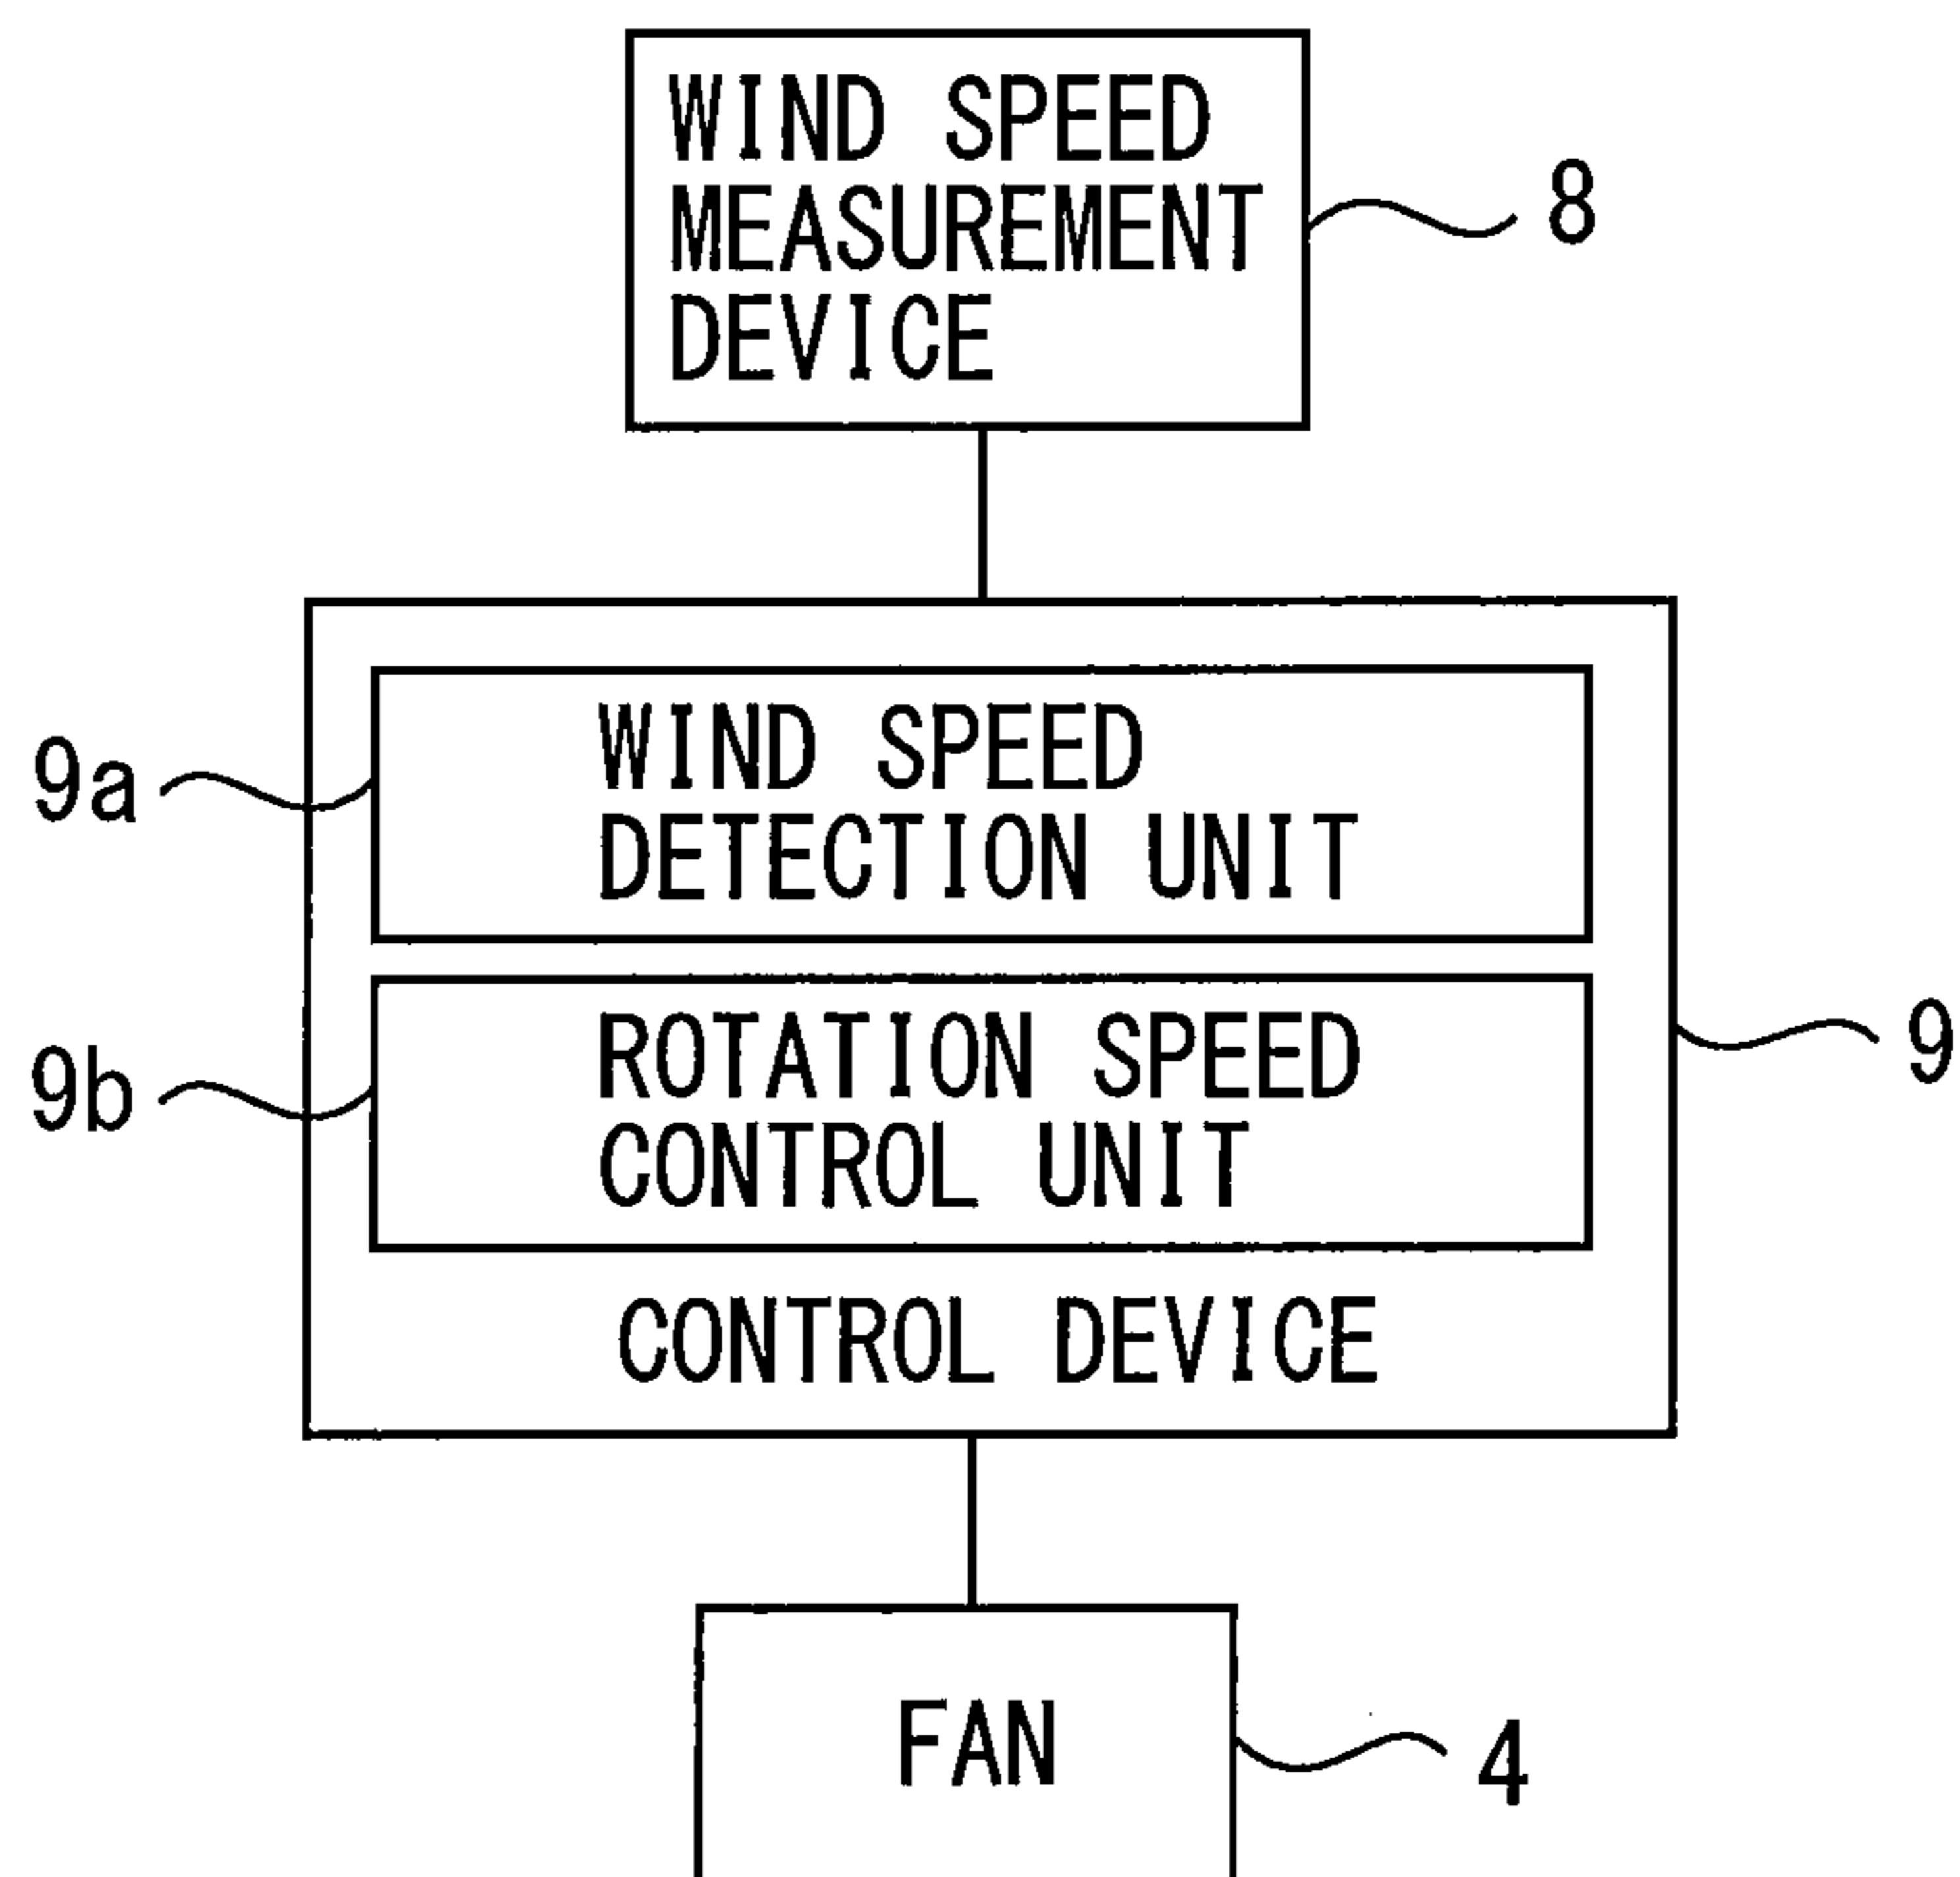 WIND SPEED
MEASUREMENT
DEVICE
8
WIND SPEED
DETECTION UNIT
9a
ROTATION SPEED
CONTROL UNIT
9b
9
CONTROL DEVICE
FAN
4